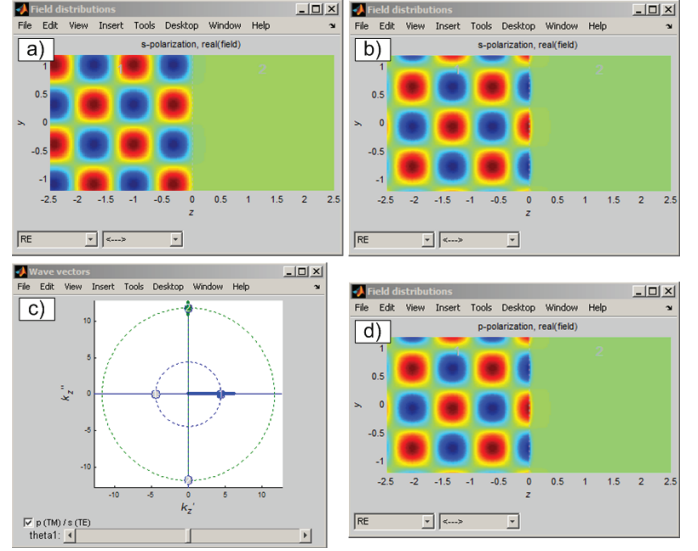 Field distributions
File Edit View Insert Tools Desktop Window Help
a)
s-polarization, real(field)
1
2
1
0.5
0
-0.5
-1
y
-2.5 -2 -1.5 -1 -0.5 0 0.5 1 1.5 2 2.5
z
RE <--->
Field distributions
File Edit View Insert Tools Desktop Window Help
b)
s-polarization, real(field)
2
1
0.5
0
-0.5
-1
y
-2.5 -2 -1.5 -1 -0.5 0 0.5 1 1.5 2 2.5
z
RE <--->
Wave vectors
File Edit View Insert Tools Desktop Window Help
c)
10
5
0
-5
-10
k_z''
-10 -5 0 5 10
k_z'
p (TM) / s (TE)
theta1:
Field distributions
File Edit View Insert Tools Desktop Window Help
d)
p-polarization, real(field)
2
1
0.5
0
-0.5
-1
y
-2.5 -2 -1.5 -1 -0.5 0 0.5 1 1.5 2 2.5
z
RE <--->